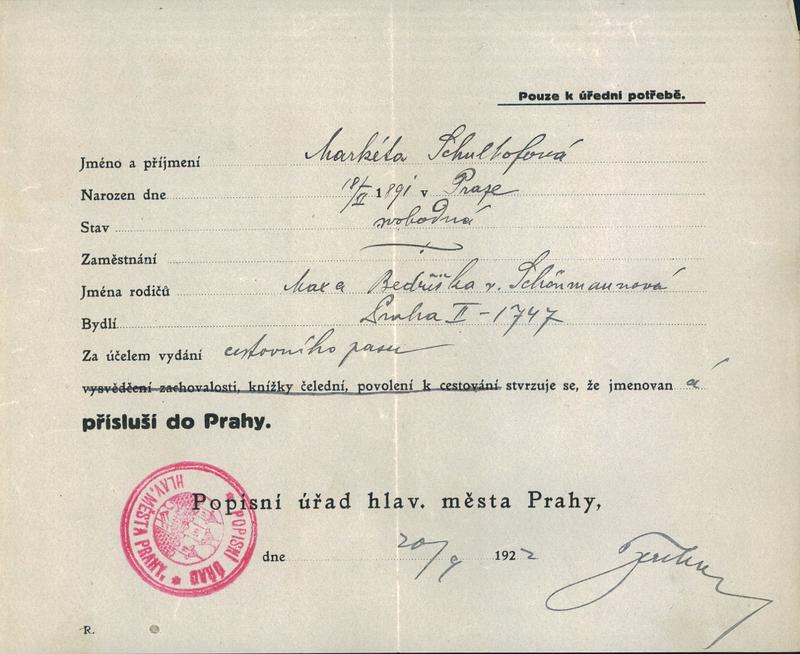 Pouze k úřední potřebě.
Jméno a příjmení Markéta Schultofová
Narozen dne 18/II 1891 v Praze
Stav svobodná
Zaměstnání
Jména rodičů Max a Bedřiška r. Schönmannová
Bydlí Praha II - 1747
Za účelem vydání cestovního pasu
vysvědčení zachovalosti, knížky čelední, povolení k cestování stvrzuje se, že jmenovan á
přísluší do Prahy.
Popisní úřad hlav. města Prahy,
dne 20/9 1922
POPISNÍ ÚŘAD HLAV. MĚSTA PRAHY.
R.